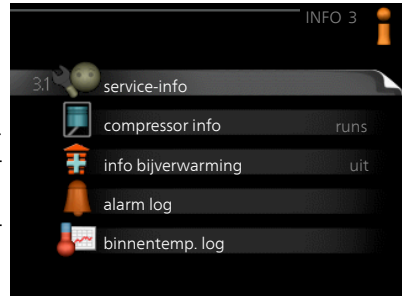 INFO 3
3.1 service-info
compressor info runs
info bijverwarming uit
alarm log
binnentemp. log